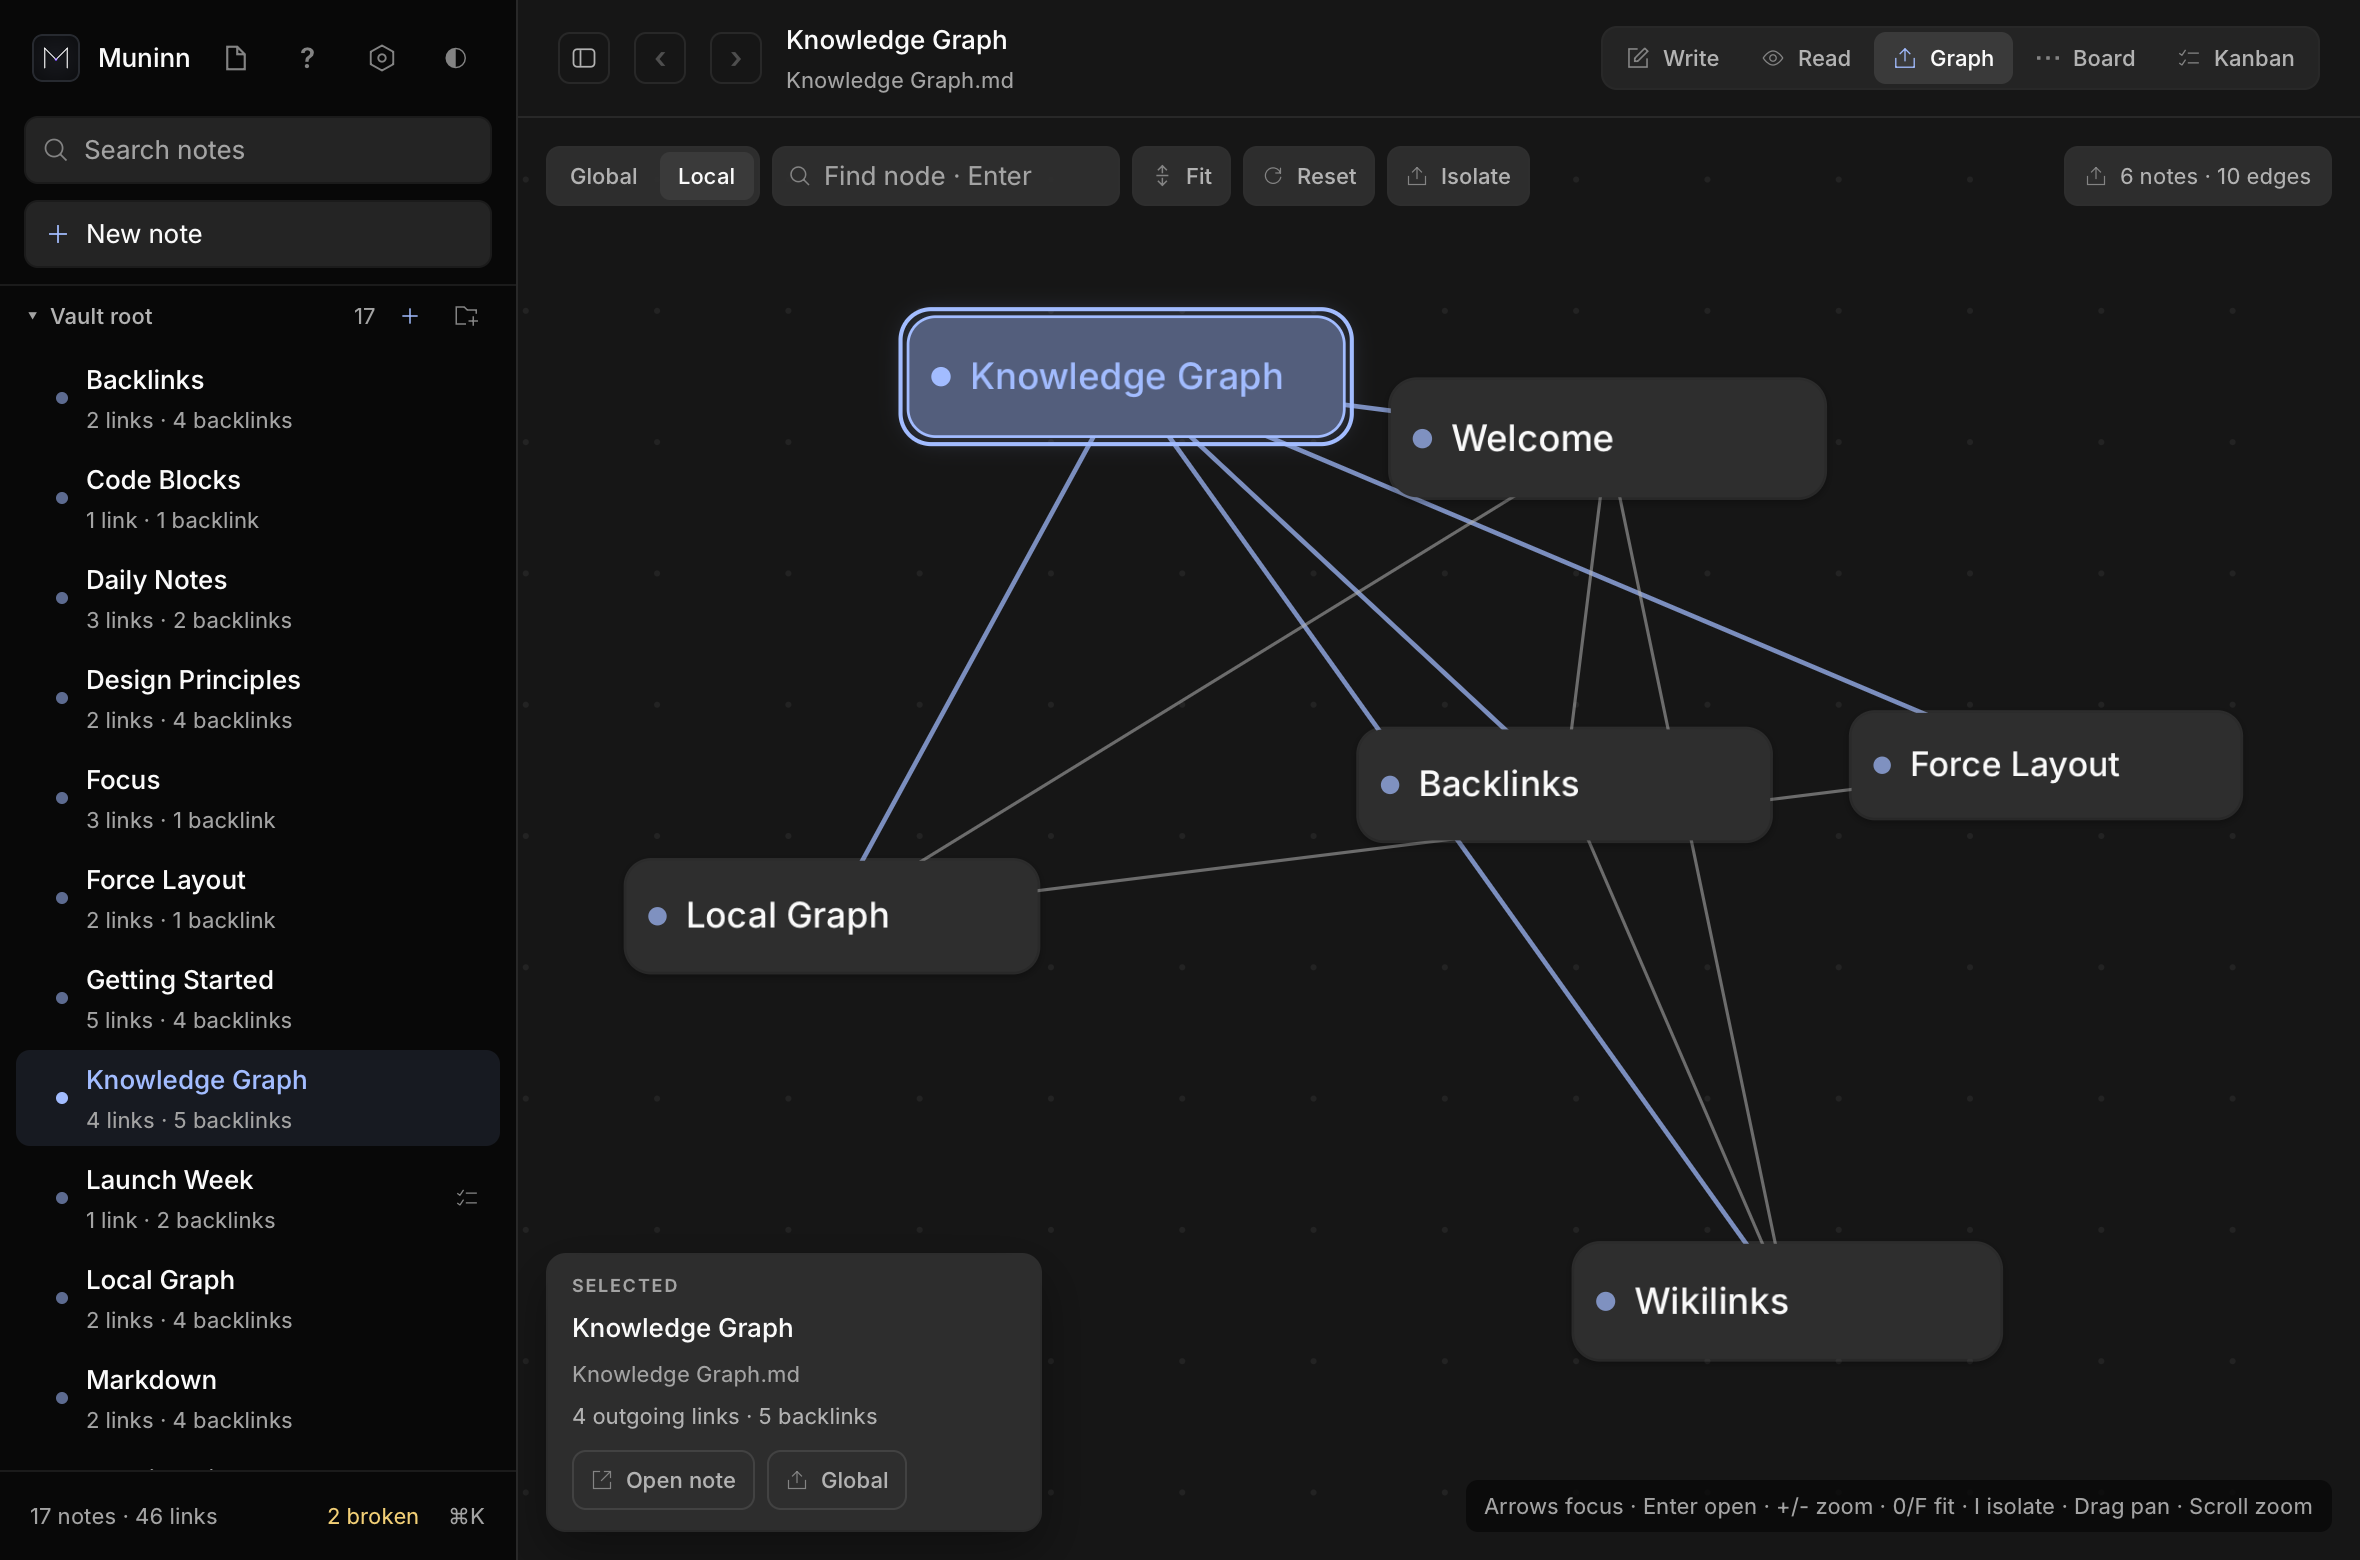 Muninn
?
Search notes
New note
Vault root 17
Backlinks
2 links · 4 backlinks
Code Blocks
1 link · 1 backlink
Daily Notes
3 links · 2 backlinks
Design Principles
2 links · 4 backlinks
Focus
3 links · 1 backlink
Force Layout
2 links · 1 backlink
Getting Started
5 links · 4 backlinks
Knowledge Graph
4 links · 5 backlinks
Launch Week
1 link · 2 backlinks
Local Graph
2 links · 4 backlinks
Markdown
2 links · 4 backlinks
17 notes · 46 links 2 broken ⌘K
Knowledge Graph
Knowledge Graph.md
Write Read Graph Board Kanban
Global Local Find node · Enter Fit Reset Isolate 6 notes · 10 edges
Knowledge Graph
Welcome
Backlinks
Force Layout
Local Graph
Wikilinks
SELECTED
Knowledge Graph
Knowledge Graph.md
4 outgoing links · 5 backlinks
Open note Global
Arrows focus · Enter open · +/- zoom · 0/F fit · I isolate · Drag pan · Scroll zoom